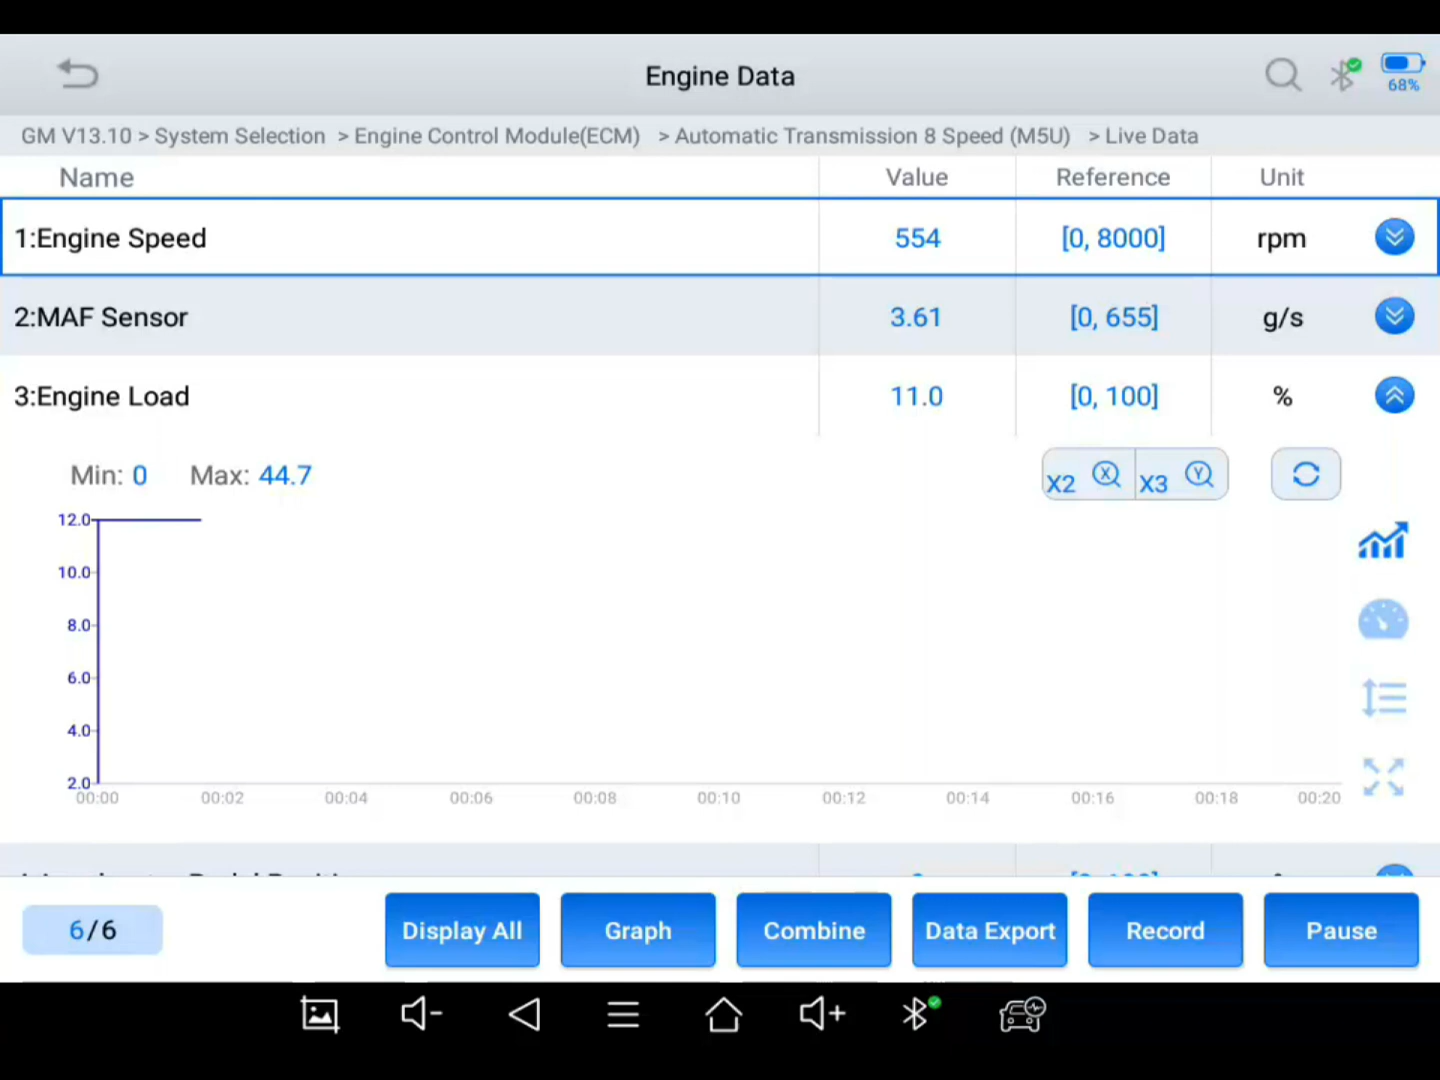 Engine Data
68%
GM V13.10 > System Selection > Engine Control Module(ECM) > Automatic Transmission 8 Speed (M5U) > Live Data
Name Value Reference Unit
1:Engine Speed 554 [0, 8000] rpm
2:MAF Sensor 3.61 [0, 655] g/s
3:Engine Load 11.0 [0, 100] %
Min: 0 Max: 44.7
X2 X X3 Y
12.0
10.0
8.0
6.0
4.0
2.0
00:00 00:02 00:04 00:06 00:08 00:10 00:12 00:14 00:16 00:18 00:20
6/6 Display All Graph Combine Data Export Record Pause